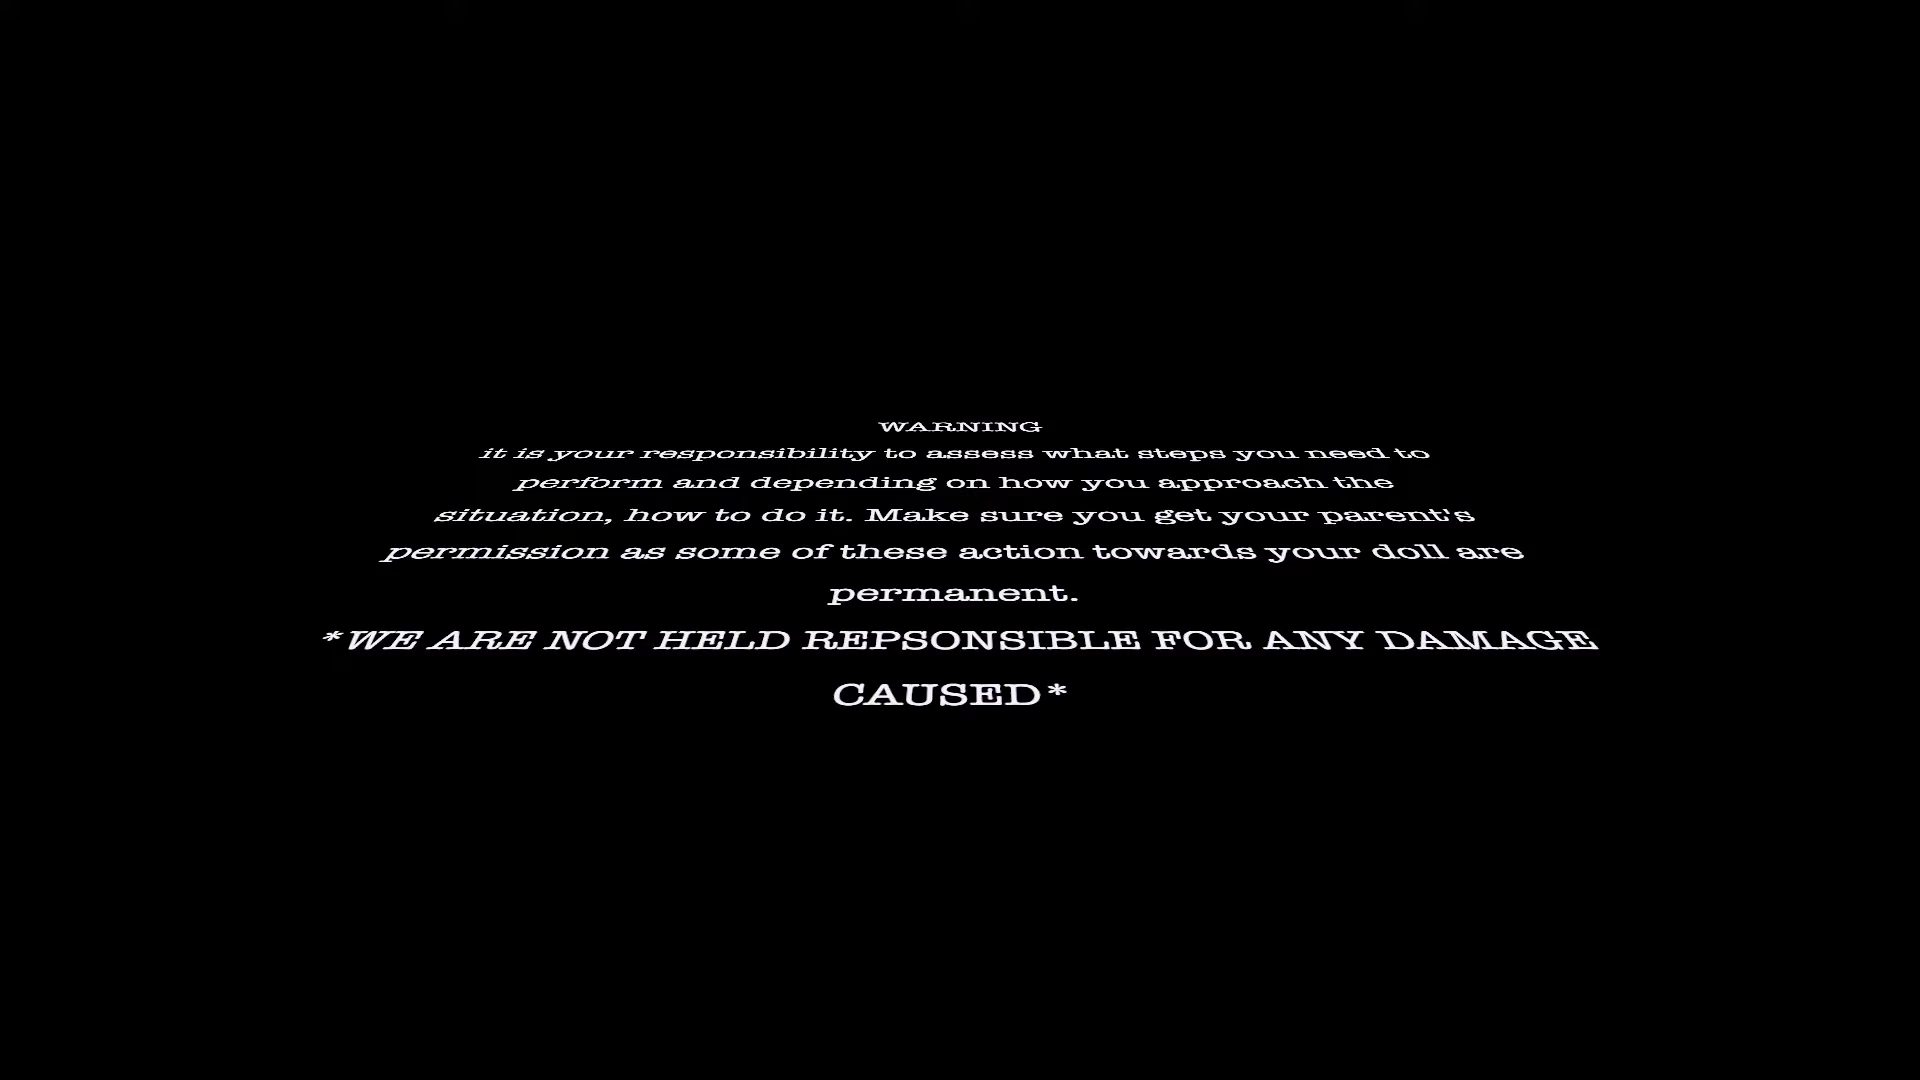 WARNING
it is your responsibility to assess what steps you need to
perform and depending on how you approach the
situation, how to do it. Make sure you get your parent's
permission as some of these action towards your doll are
permanent.
*WE ARE NOT HELD REPSONSIBLE FOR ANY DAMAGE
CAUSED*